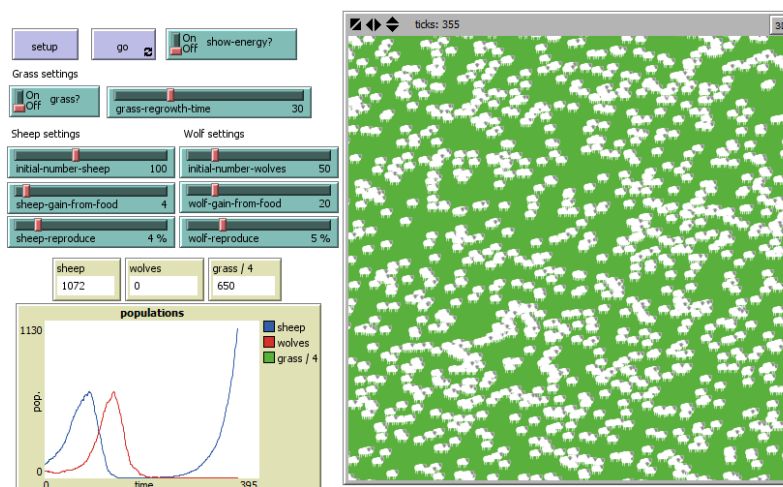 setup
go
On
Off
show-energy?
ticks: 355
Grass settings
On
Off
grass?
grass-regrowth-time 30
Sheep settings
Wolf settings
initial-number-sheep 100
initial-number-wolves 50
sheep-gain-from-food 4
wolf-gain-from-food 20
sheep-reproduce 4 %
wolf-reproduce 5 %
sheep
1072
wolves
0
grass / 4
650
populations
1130
pop.
0
0
time
395
sheep
wolves
grass / 4